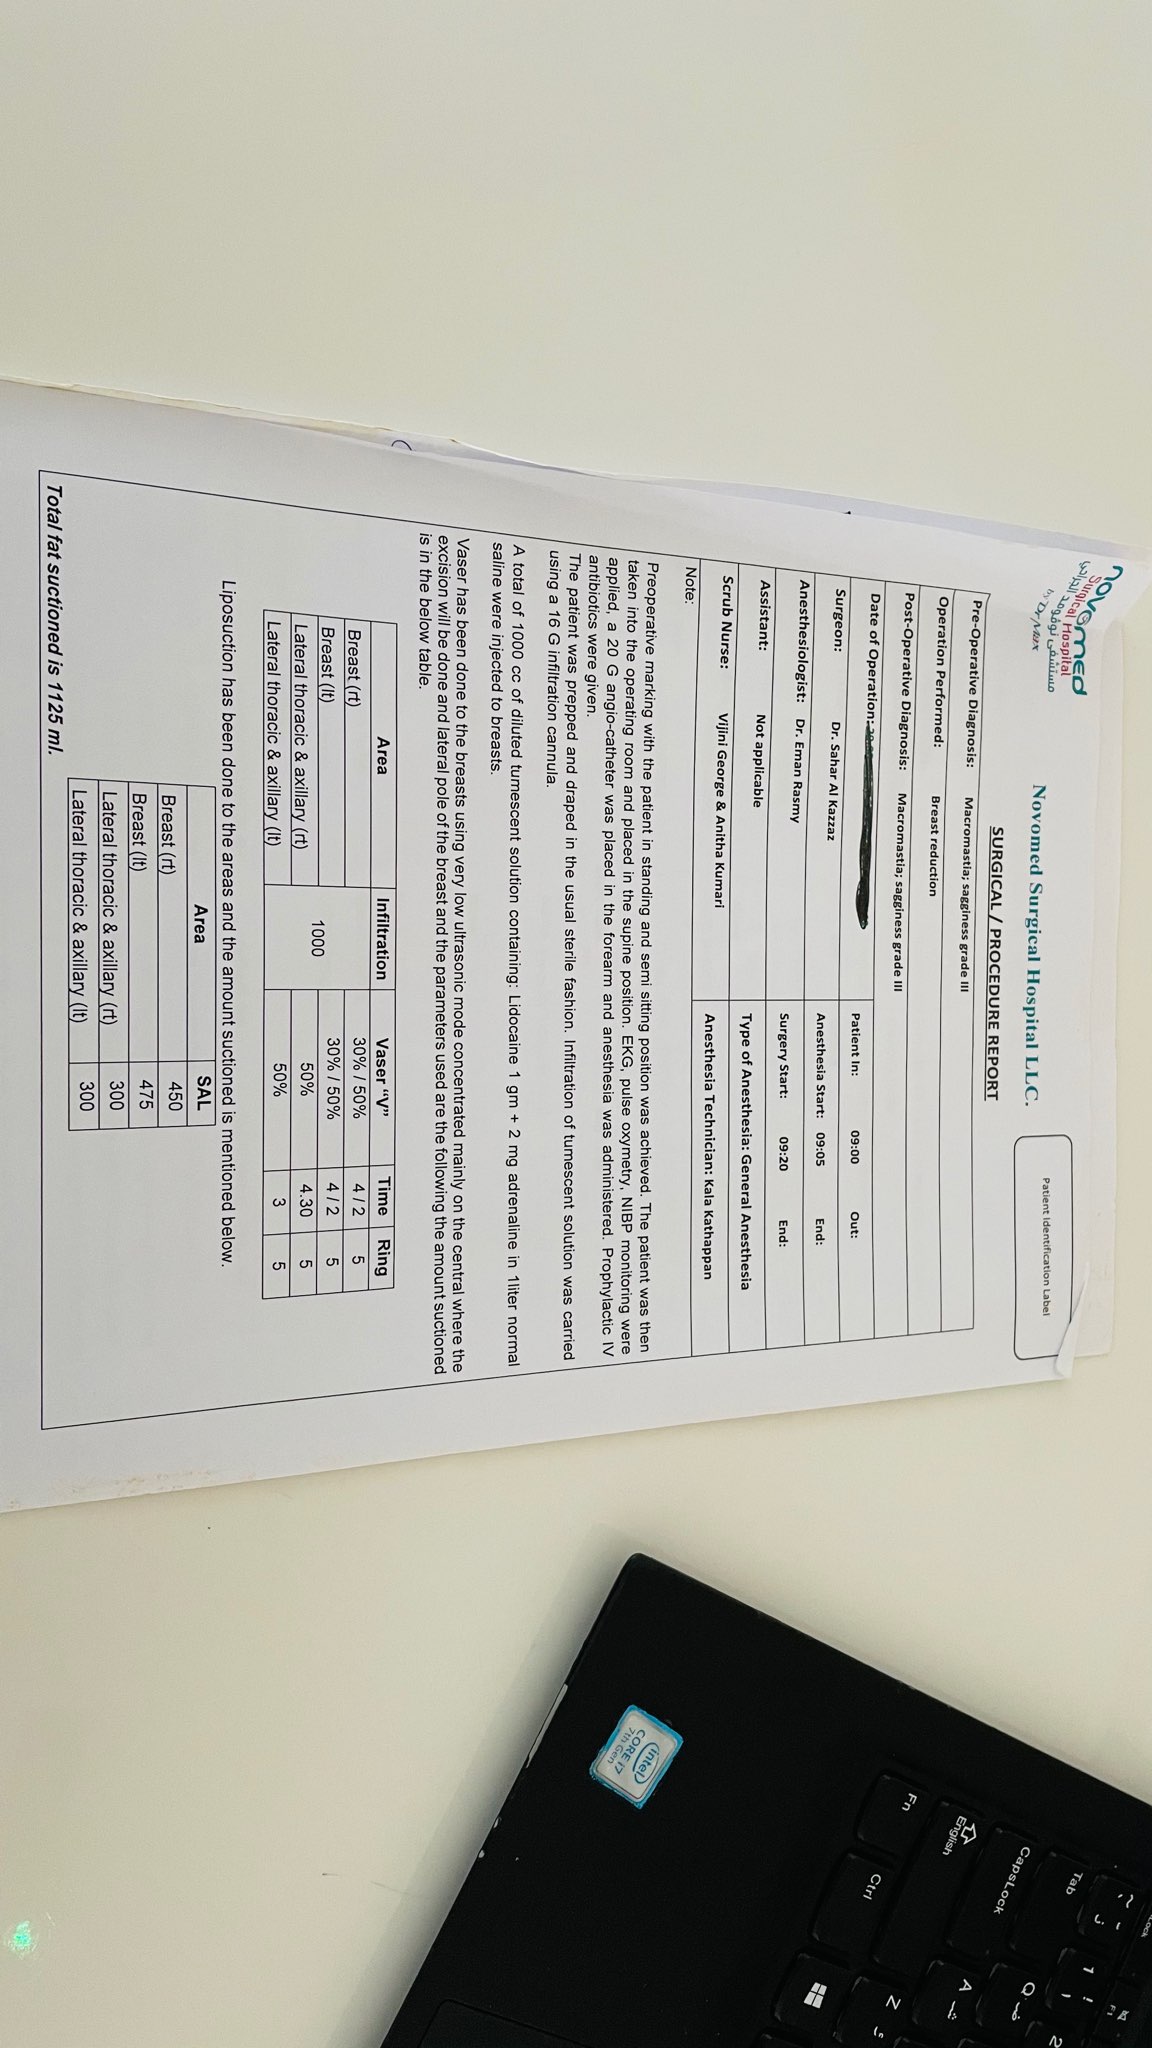 novomed
Surgical Hospital
مستشفى نوفومد الجراحي
by Dr Max
Novomed Surgical Hospital LLC.
Patient Identification Label
SURGICAL / PROCEDURE REPORT
Pre-Operative Diagnosis: Macromastia; sagginess grade III
Operation Performed: Breast reduction
Post-Operative Diagnosis: Macromastia; sagginess grade III
Date of Operation:
Patient In: 09:00 Out:
Surgeon: Dr. Sahar Al Kazzaz
Anesthesia Start: 09:05 End:
Anesthesiologist: Dr. Eman Rasmy
Surgery Start: 09:20 End:
Assistant: Not applicable
Type of Anesthesia: General Anesthesia
Scrub Nurse: Vijini George & Anitha Kumari
Anesthesia Technician: Kala Kathappan
Note:
Preoperative marking with the patient in standing and semi sitting position was achieved. The patient was then
taken into the operating room and placed in the supine position. EKG, pulse oxymetry, NIBP monitoring were
applied, a 20 G angio-catheter was placed in the forearm and anesthesia was administered. Prophylactic IV
antibiotics were given.
The patient was prepped and draped in the usual sterile fashion. Infiltration of tumescent solution was carried
using a 16 G infiltration cannula.
A total of 1000 cc of diluted tumescent solution containing: Lidocaine 1 gm + 2 mg adrenaline in 1liter normal
saline were injected to breasts.
Vaser has been done to the breasts using very low ultrasonic mode concentrated mainly on the central where the
excision will be done and lateral pole of the breast and the parameters used are the following the amount suctioned
is in the below table.
Area Infiltration Vaser “V” Time Ring
Breast (rt) 30% / 50% 4 / 2 5
Breast (lt) 30% / 50% 4 / 2 5
1000
Lateral thoracic & axillary (rt) 50% 4.30 5
Lateral thoracic & axillary (lt) 50% 3 5
Liposuction has been done to the areas and the amount suctioned is mentioned below.
Area SAL
Breast (rt) 450
Breast (lt) 475
Lateral thoracic & axillary (rt) 300
Lateral thoracic & axillary (lt) 300
Total fat suctioned is 1125 ml.
Lock
F1
~
1 !
2
Tab
Q ض
CapsLock
A ش
English
Z
Fn
Ctrl
intel
CORE i7
7th Gen